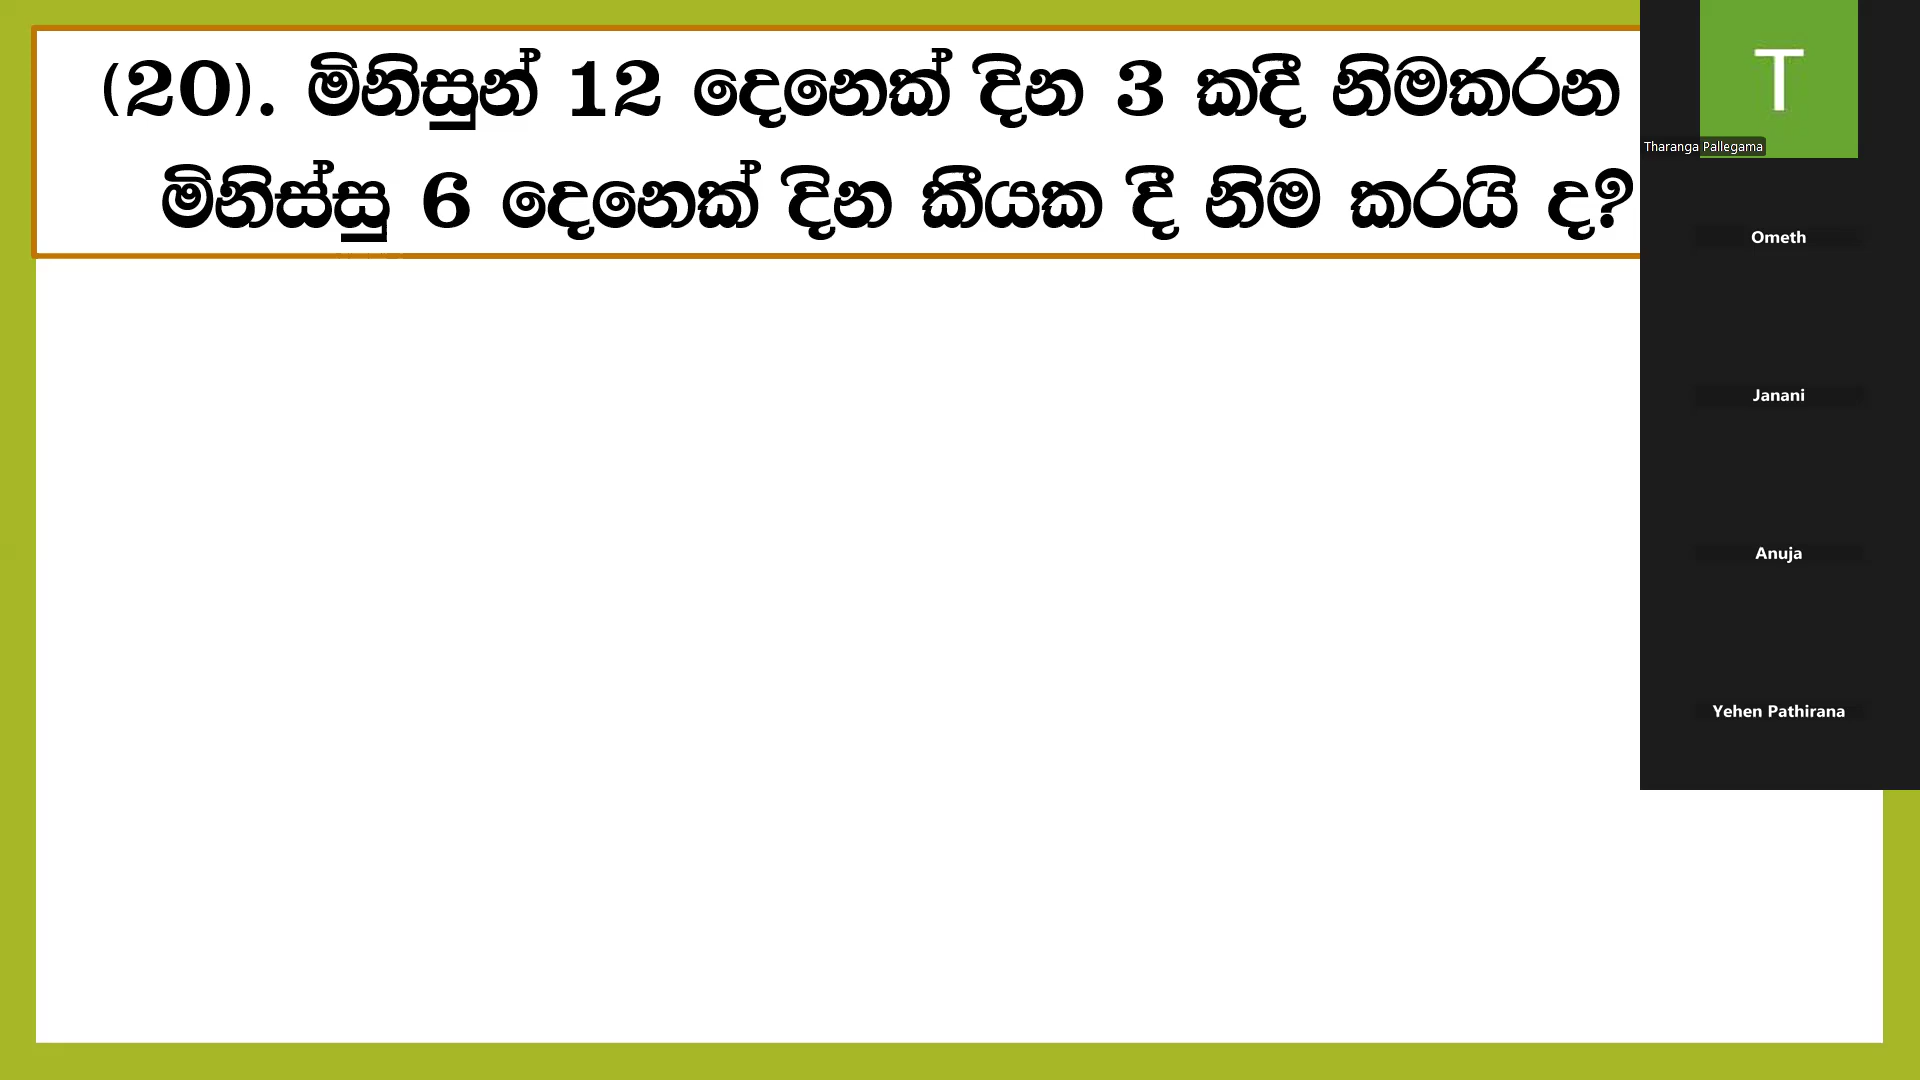 (20). මිනිසුන් 12 දෙනෙක් දින 3 කදී නිමකරන
මිනිස්සු 6 දෙනෙක් දින කීයක දී නිම කරයි ද?
T
Tharanga Pallegama
Ometh
Janani
Anuja
Yehen Pathirana